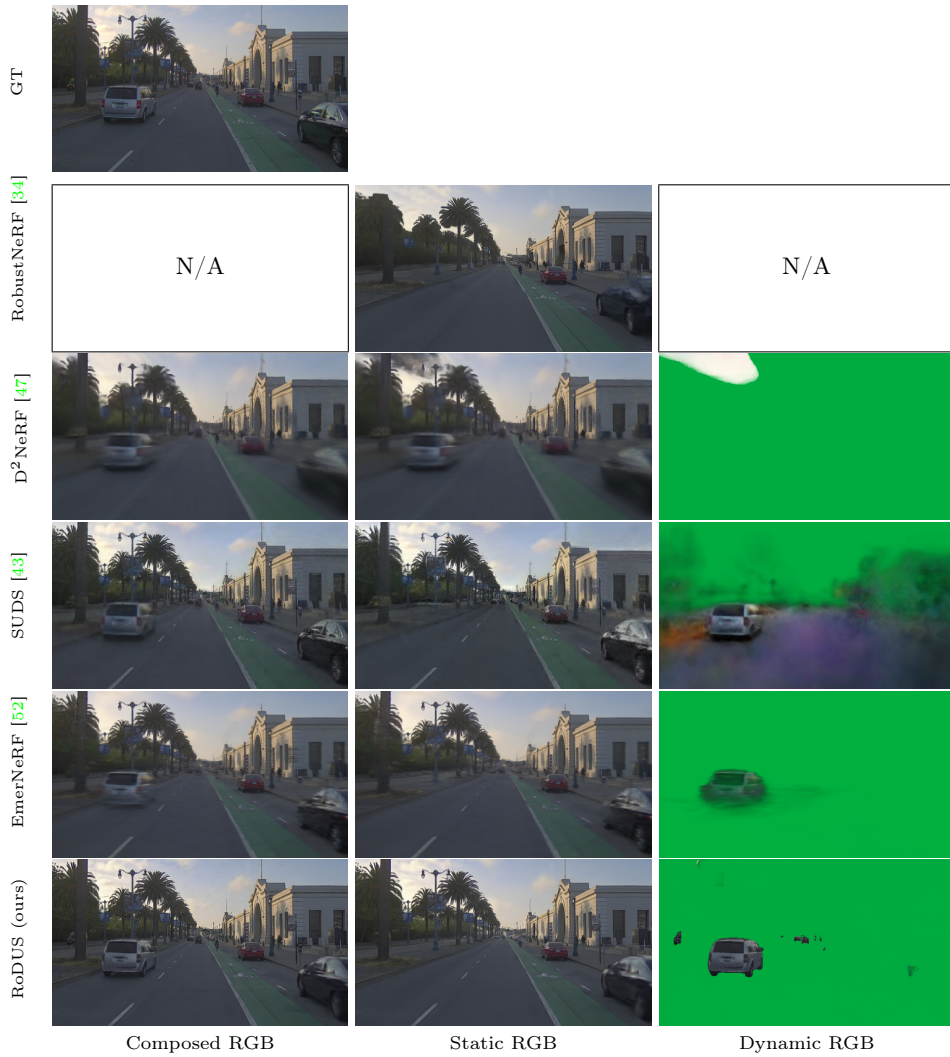 GT
RobustNeRF [34]
N/A
N/A
D²NeRF [47]
SUDS [43]
EmerNeRF [52]
RoDUS (ours)
Composed RGB
Static RGB
Dynamic RGB